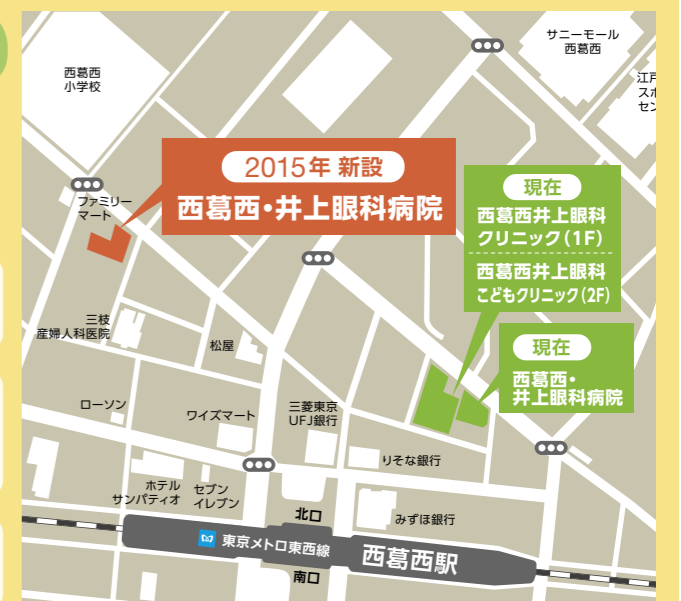 サニーモール
西葛西
江戸
スポ
セン
西葛西
小学校
2015年 新設
西葛西・井上眼科病院
現在
西葛西井上眼科
クリニック(1F)
西葛西井上眼科
こどもクリニック(2F)
ファミリー
マート
三枝
産婦人科医院
松屋
現在
西葛西・
井上眼科病院
ローソン
ワイズマート
三菱東京
UFJ銀行
りそな銀行
ホテル
サンパティオ
セブン
イレブン
北口
みずほ銀行
東京メトロ東西線
西葛西駅
南口